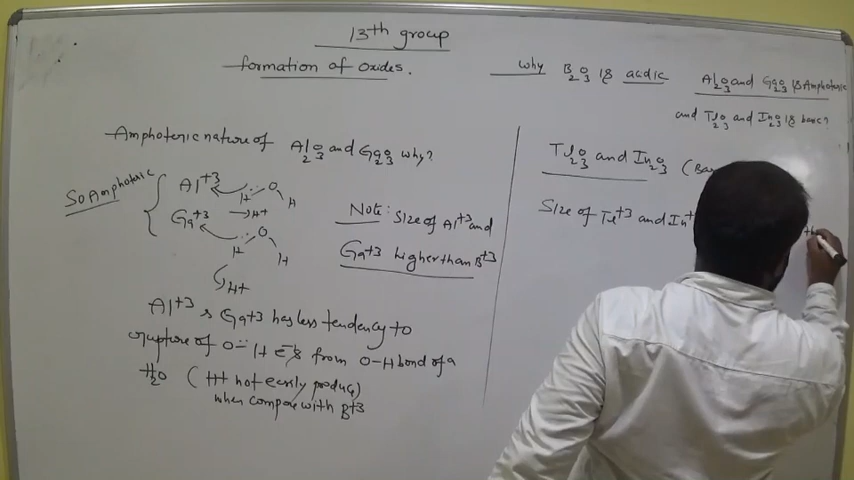 13th group
formation of oxides.
why B2O3 is acidic
Al2O3 and Ga2O3 is Amphoteric
and Tl2O3 and In2O3 is basic?
Amphoteric nature of Al2O3 and Ga2O3 why?
So Amphoteric
Al+3
O
H
H
→H+
Ga+3
O
H
H
H+
Note: Size of Al+3 and
Ga+3 higher than B+3
Al+3 & Ga+3 has less tendency to
rupture of O-H e-s from O-H bond of a
H2O (H+ not easily produce)
when compare with B+3
Tl2O3 and In2O3 (Bas
Size of Tl+3 and In+